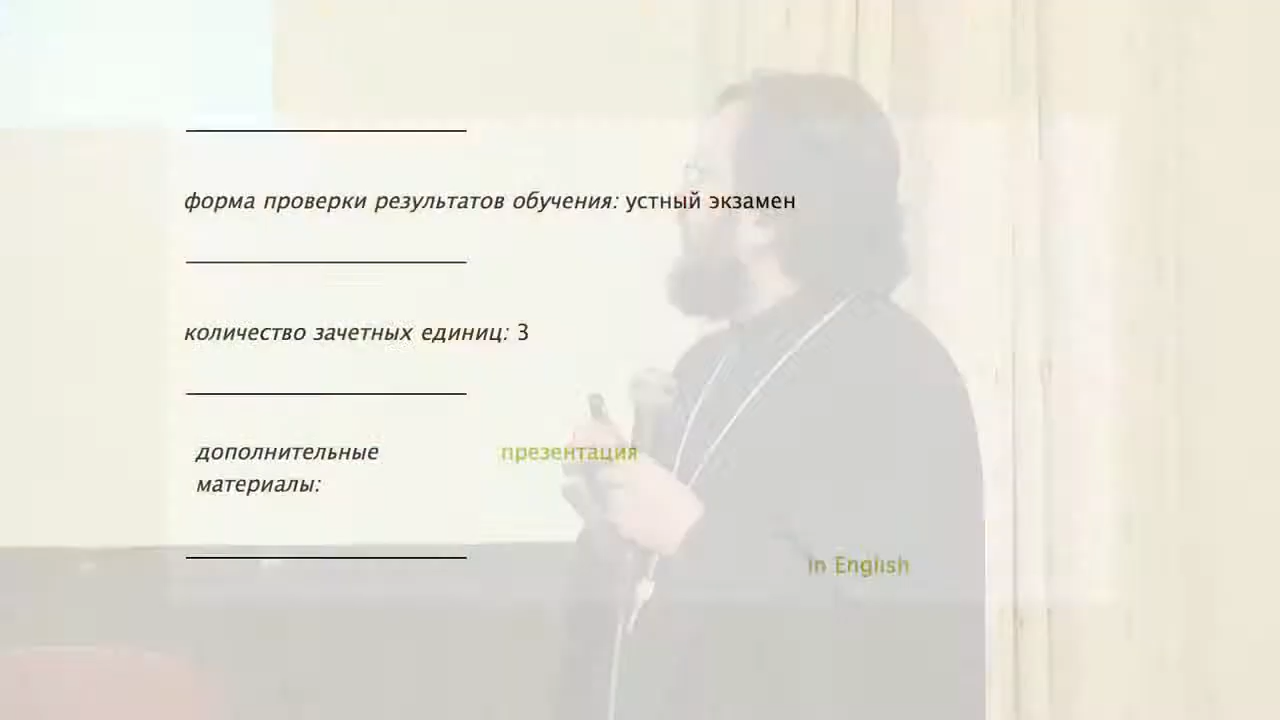 форма проверки результатов обучения: устный экзамен
количество зачетных единиц: 3
дополнительные презентация
материалы:
in English